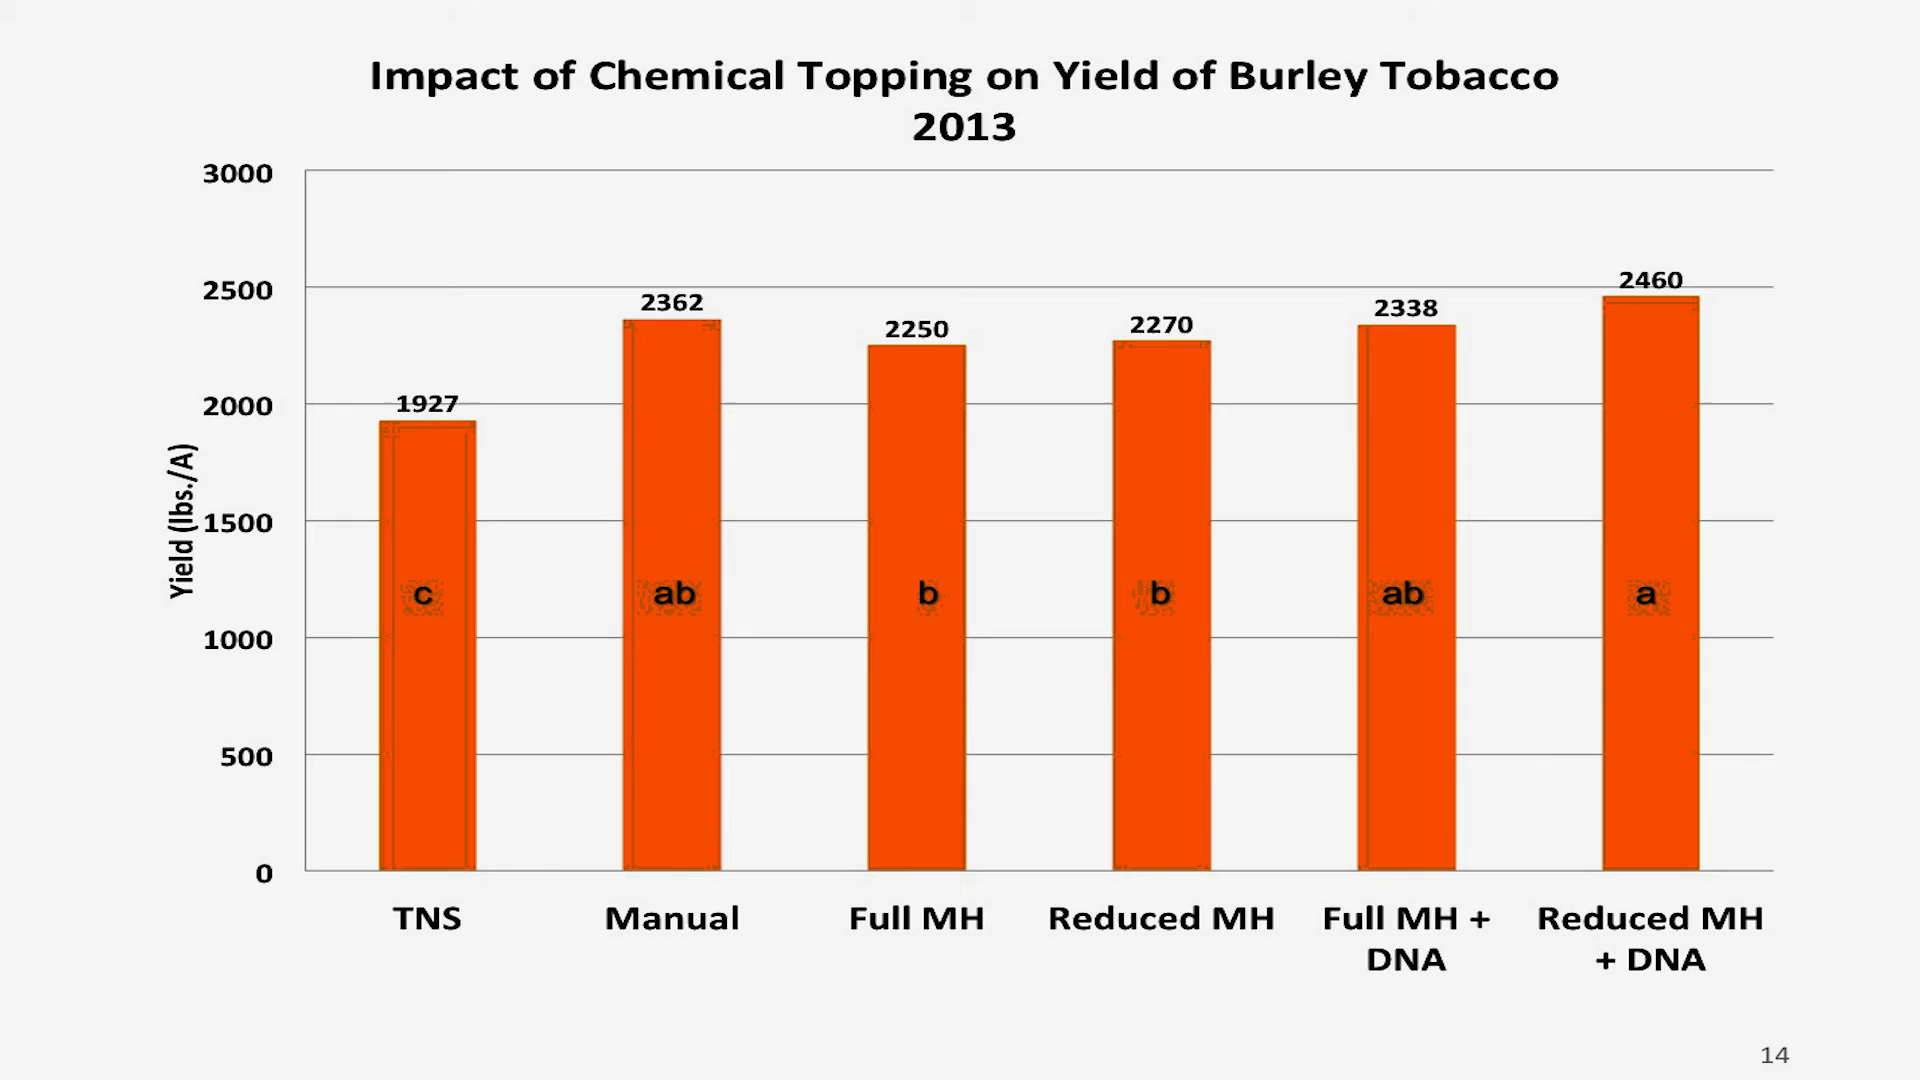 Impact of Chemical Topping on Yield of Burley Tobacco
2013
3000
2500
2000
1500
1000
500
0
Yield (lbs./A)
1927
2362
2250
2270
2338
2460
c
ab
b
b
ab
a
TNS
Manual
Full MH
Reduced MH
Full MH +
DNA
Reduced MH
+ DNA
14